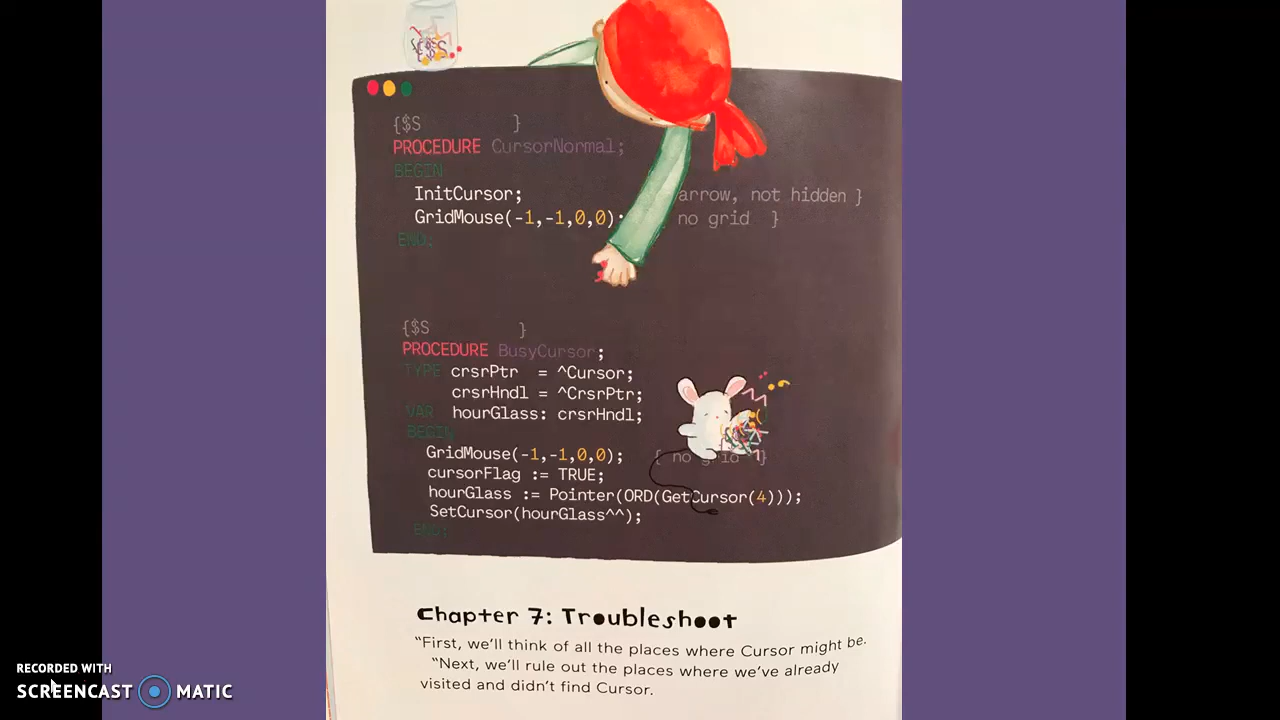 {$S }
PROCEDURE CursorNormal;
BEGIN
InitCursor; arrow, not hidden }
GridMouse(-1,-1,0,0); no grid }
END;
{$S }
PROCEDURE BusyCursor;
TYPE crsrPtr = ^Cursor;
crsrHndl = ^CrsrPtr;
VAR hourGlass: crsrHndl;
BEGIN
GridMouse(-1,-1,0,0); { no grid }
cursorFlag := TRUE;
hourGlass := Pointer(ORD(GetCursor(4)));
SetCursor(hourGlass^^);
END;
Chapter 7: Troubleshoot
“First, we’ll think of all the places where Cursor might be.
“Next, we’ll rule out the places where we’ve already
visited and didn’t find Cursor.
RECORDED WITH
SCREENCAST MATIC